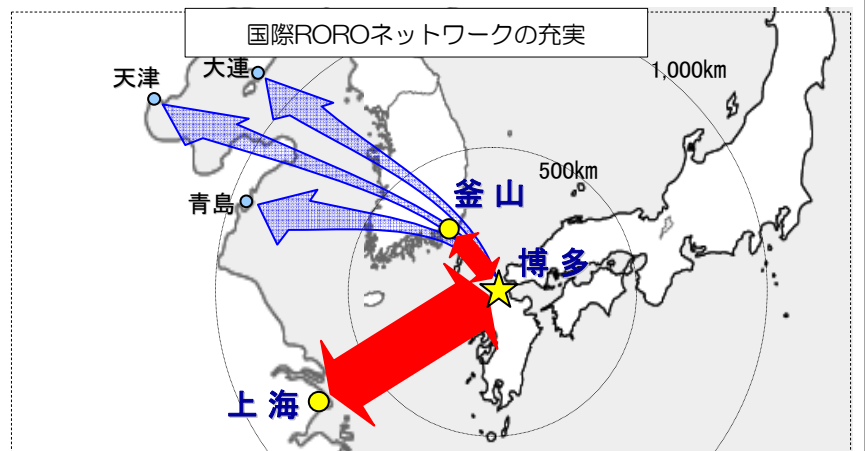 国際ROROネットワークの充実
1,000km
大連
天津
500km
釜山
青島
博多
上海